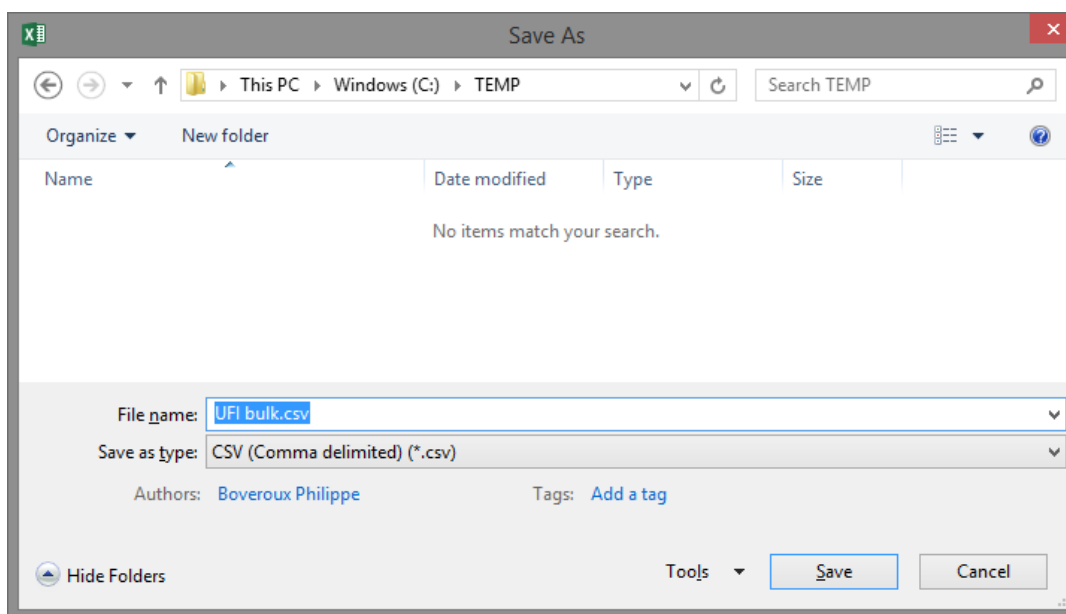 Save As
This PC Windows (C:) TEMP Search TEMP
Organize New folder
Name Date modified Type Size
No items match your search.
File name: UFI bulk.csv
Save as type: CSV (Comma delimited) (*.csv)
Authors: Boveroux Philippe Tags: Add a tag
Hide Folders Tools Save Cancel